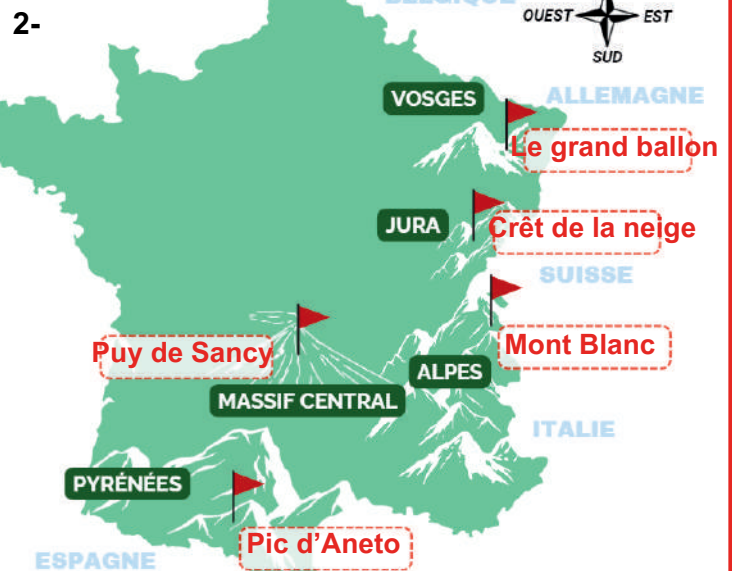 BELGIQUE
2-
OUEST EST
SUD
VOSGES
ALLEMAGNE
Le grand ballon
JURA
Crêt de la neige
SUISSE
Puy de Sancy
Mont Blanc
ALPES
MASSIF CENTRAL
ITALIE
PYRÉNÉES
Pic d’Aneto
ESPAGNE